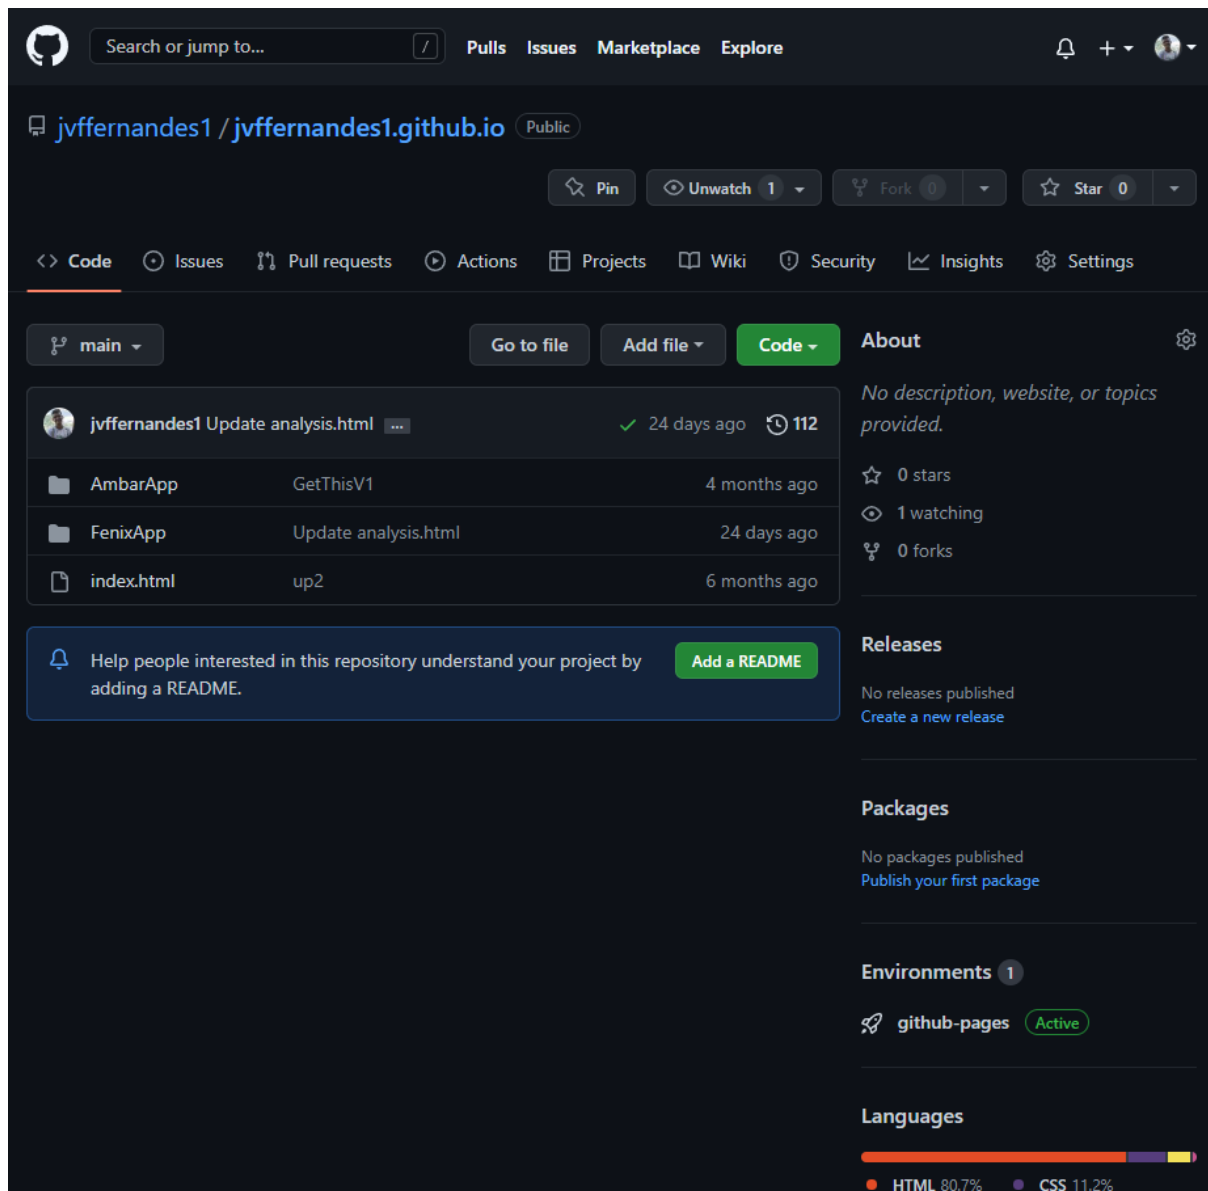 Search or jump to... /
Pulls Issues Marketplace Explore
jvffernandes1 / jvffernandes1.github.io Public
Pin Unwatch 1 Fork 0 Star 0
Code Issues Pull requests Actions Projects Wiki Security Insights Settings
main Go to file Add file Code
jvffernandes1 Update analysis.html ... 24 days ago 112
AmbarApp GetThisV1 4 months ago
FenixApp Update analysis.html 24 days ago
index.html up2 6 months ago
Help people interested in this repository understand your project by
adding a README.
Add a README
About
No description, website, or topics
provided.
0 stars
1 watching
0 forks
Releases
No releases published
Create a new release
Packages
No packages published
Publish your first package
Environments 1
github-pages Active
Languages
HTML 80.7% CSS 11.2%